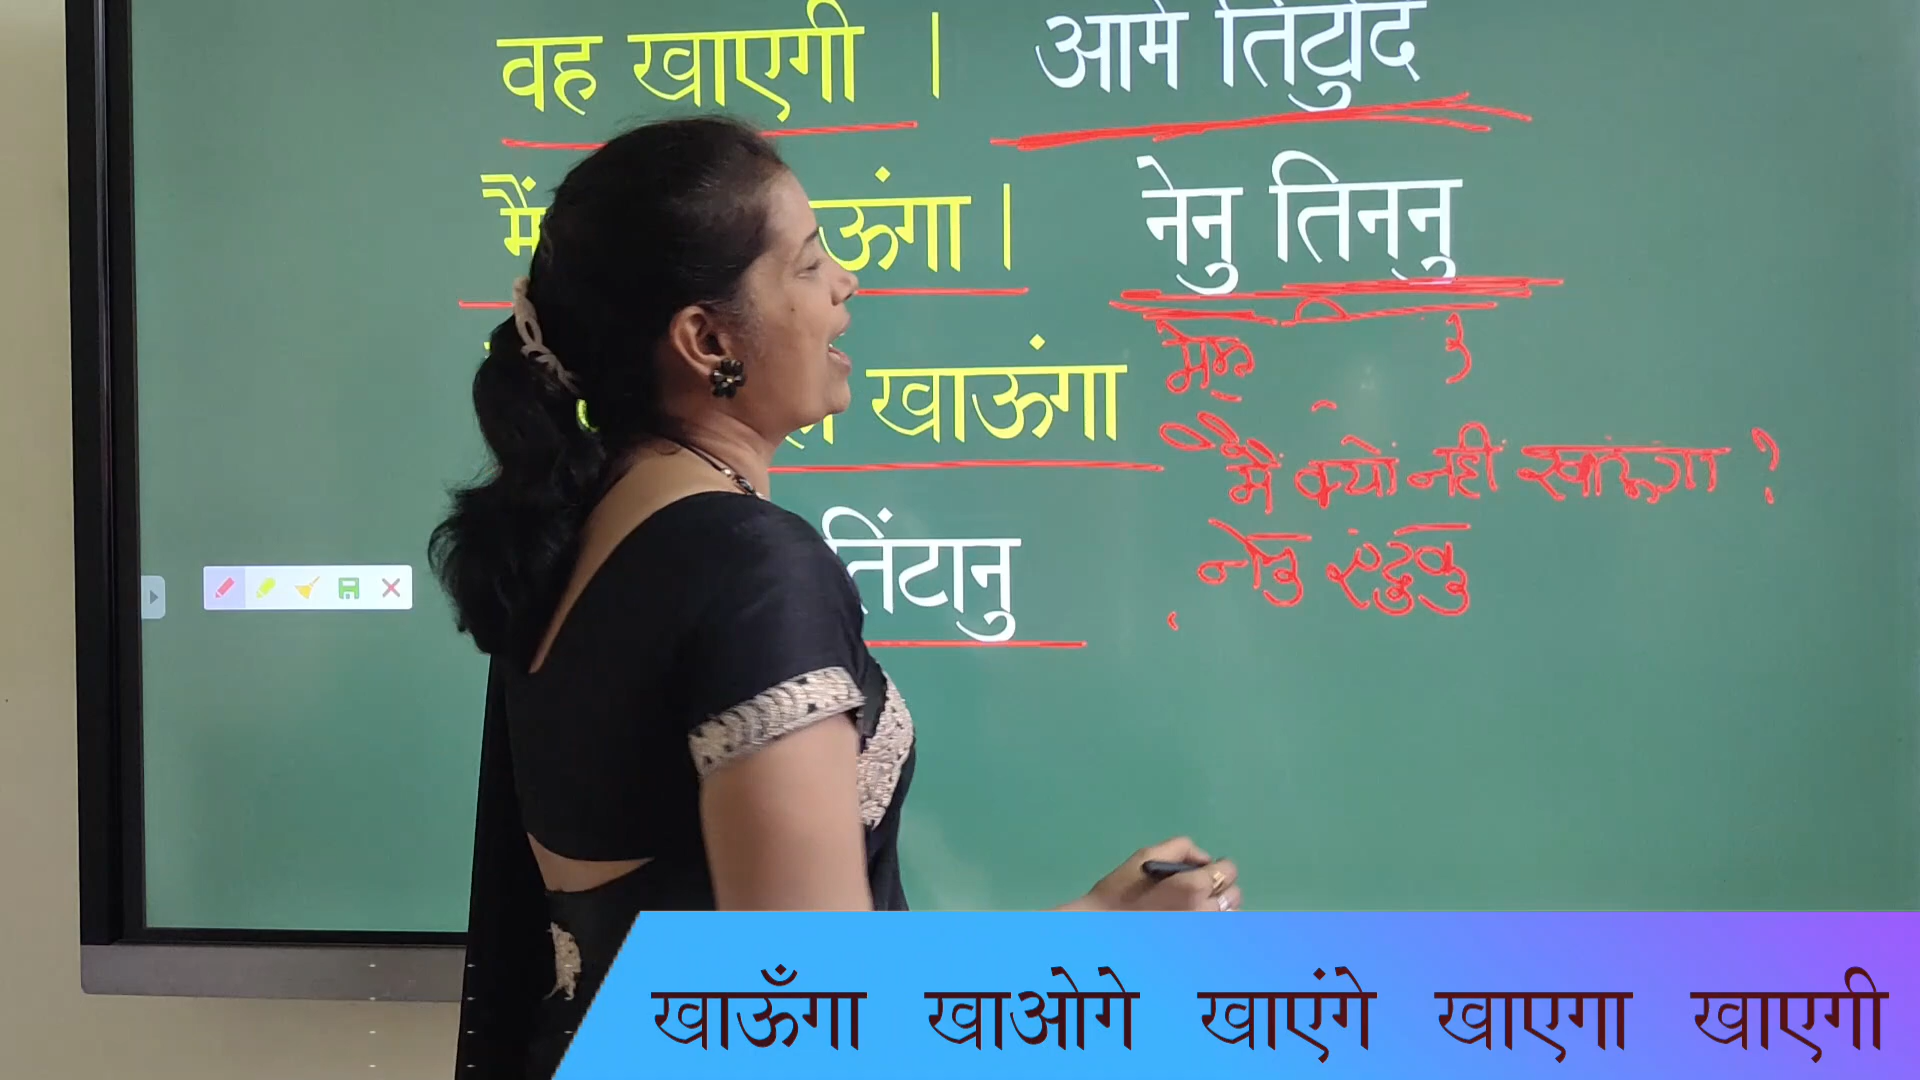 वह खाएगी । आमे तिंटुंदि
मैं ऊंगा । नेनु तिननु
खाऊंगा
मैं क्यों नही खाऊंगा ?
तिंटानु
नेनु
खाऊँगा खाओगे खाएंगे खाएगा खाएगी